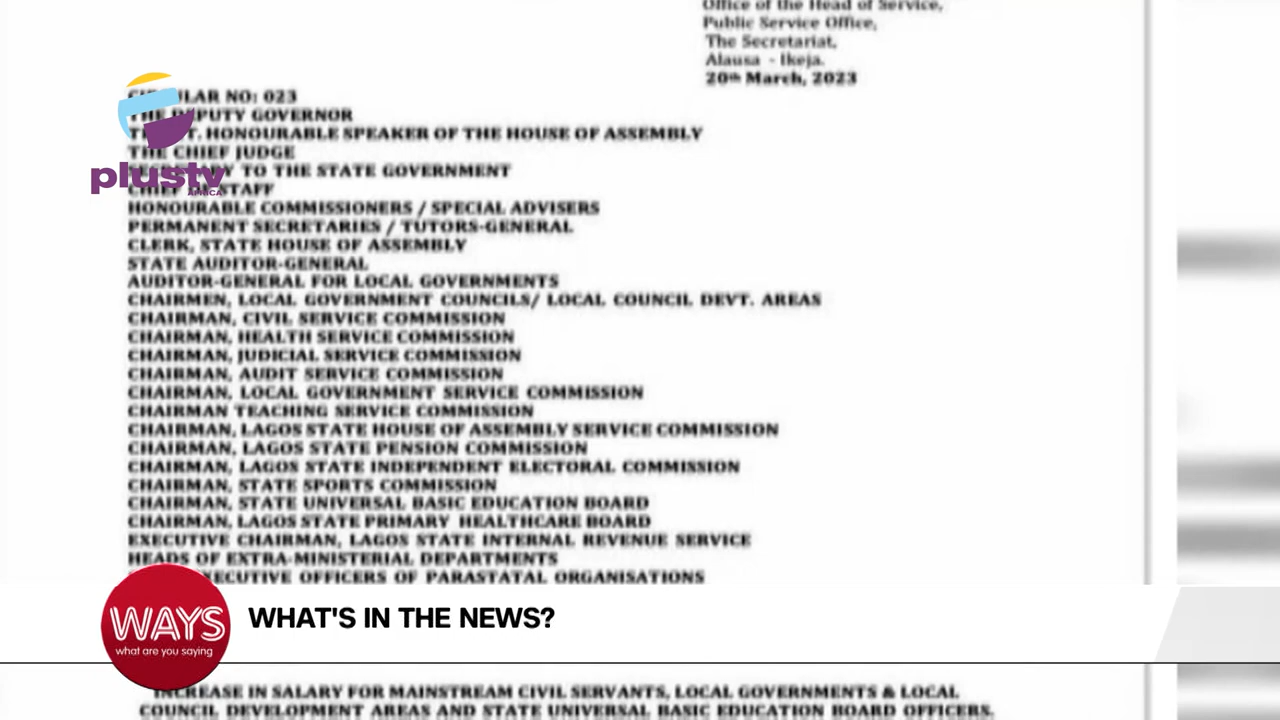 Office of the Head of Service,
Public Service Office,
The Secretariat,
Alausa - Ikeja.
20th March, 2023
CIRCULAR NO: 023
THE DEPUTY GOVERNOR
HONOURABLE SPEAKER OF THE HOUSE OF ASSEMBLY
THE CHIEF JUDGE
TO THE STATE GOVERNMENT
plustv
AFRICA
CHIEF STAFF
HONOURABLE COMMISSIONERS / SPECIAL ADVISERS
PERMANENT SECRETARIES / TUTORS-GENERAL
CLERK, STATE HOUSE OF ASSEMBLY
STATE AUDITOR-GENERAL
AUDITOR-GENERAL FOR LOCAL GOVERNMENTS
CHAIRMEN, LOCAL GOVERNMENT COUNCILS/ LOCAL COUNCIL DEVT. AREAS
CHAIRMAN, CIVIL SERVICE COMMISSION
CHAIRMAN, HEALTH SERVICE COMMISSION
CHAIRMAN, JUDICIAL SERVICE COMMISSION
CHAIRMAN, AUDIT SERVICE COMMISSION
CHAIRMAN, LOCAL GOVERNMENT SERVICE COMMISSION
CHAIRMAN TEACHING SERVICE COMMISSION
CHAIRMAN, LAGOS STATE HOUSE OF ASSEMBLY SERVICE COMMISSION
CHAIRMAN, LAGOS STATE PENSION COMMISSION
CHAIRMAN, LAGOS STATE INDEPENDENT ELECTORAL COMMISSION
CHAIRMAN, STATE SPORTS COMMISSION
CHAIRMAN, STATE UNIVERSAL BASIC EDUCATION BOARD
CHAIRMAN, LAGOS STATE PRIMARY HEALTHCARE BOARD
EXECUTIVE CHAIRMAN, LAGOS STATE INTERNAL REVENUE SERVICE
HEADS OF EXTRA-MINISTERIAL DEPARTMENTS
EXECUTIVE OFFICERS OF PARASTATAL ORGANISATIONS
WAYS
what are you saying
WHAT'S IN THE NEWS?
INCREASE IN SALARY FOR MAINSTREAM CIVIL SERVANTS, LOCAL GOVERNMENTS & LOCAL
COUNCIL DEVELOPMENT AREAS AND STATE UNIVERSAL BASIC EDUCATION BOARD OFFICERS.